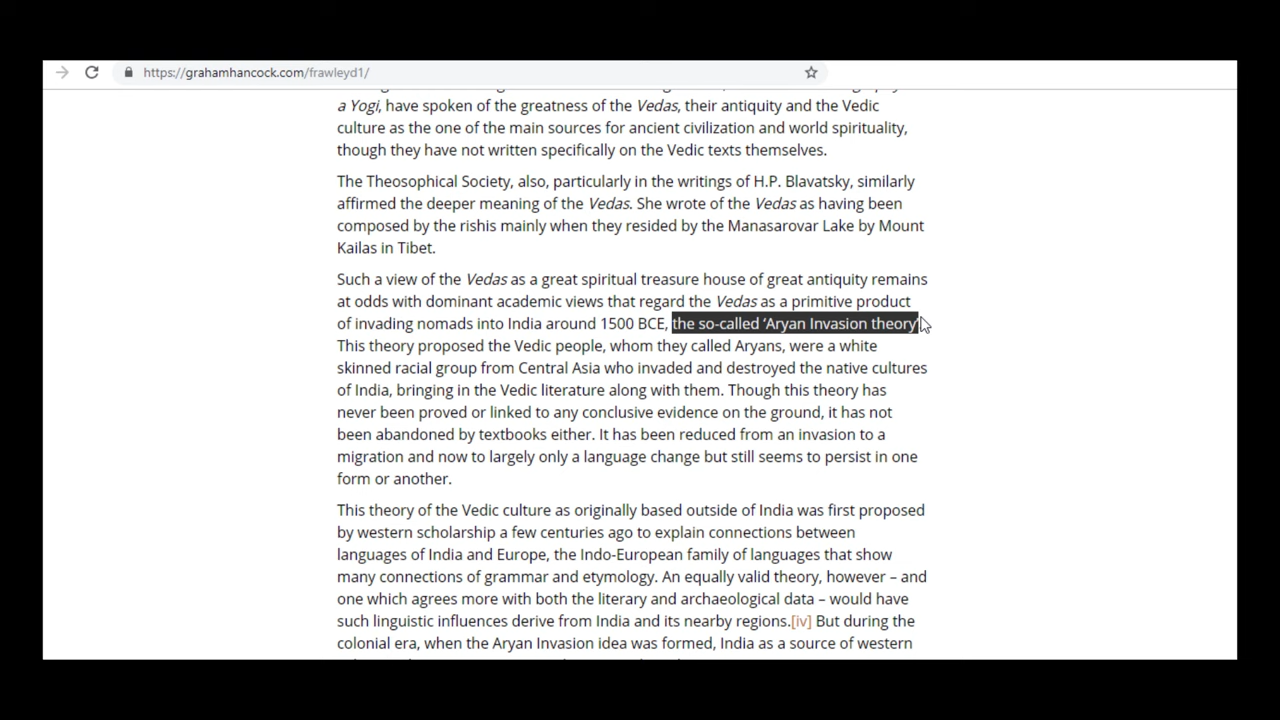 https://grahamhancock.com/frawleyd1/
a Yogi, have spoken of the greatness of the Vedas, their antiquity and the Vedic
culture as the one of the main sources for ancient civilization and world spirituality,
though they have not written specifically on the Vedic texts themselves.
The Theosophical Society, also, particularly in the writings of H.P. Blavatsky, similarly
affirmed the deeper meaning of the Vedas. She wrote of the Vedas as having been
composed by the rishis mainly when they resided by the Manasarovar Lake by Mount
Kailas in Tibet.
Such a view of the Vedas as a great spiritual treasure house of great antiquity remains
at odds with dominant academic views that regard the Vedas as a primitive product
of invading nomads into India around 1500 BCE, the so-called ‘Aryan Invasion theory’
This theory proposed the Vedic people, whom they called Aryans, were a white
skinned racial group from Central Asia who invaded and destroyed the native cultures
of India, bringing in the Vedic literature along with them. Though this theory has
never been proved or linked to any conclusive evidence on the ground, it has not
been abandoned by textbooks either. It has been reduced from an invasion to a
migration and now to largely only a language change but still seems to persist in one
form or another.
This theory of the Vedic culture as originally based outside of India was first proposed
by western scholarship a few centuries ago to explain connections between
languages of India and Europe, the Indo-European family of languages that show
many connections of grammar and etymology. An equally valid theory, however – and
one which agrees more with both the literary and archaeological data – would have
such linguistic influences derive from India and its nearby regions.[iv] But during the
colonial era, when the Aryan Invasion idea was formed, India as a source of western